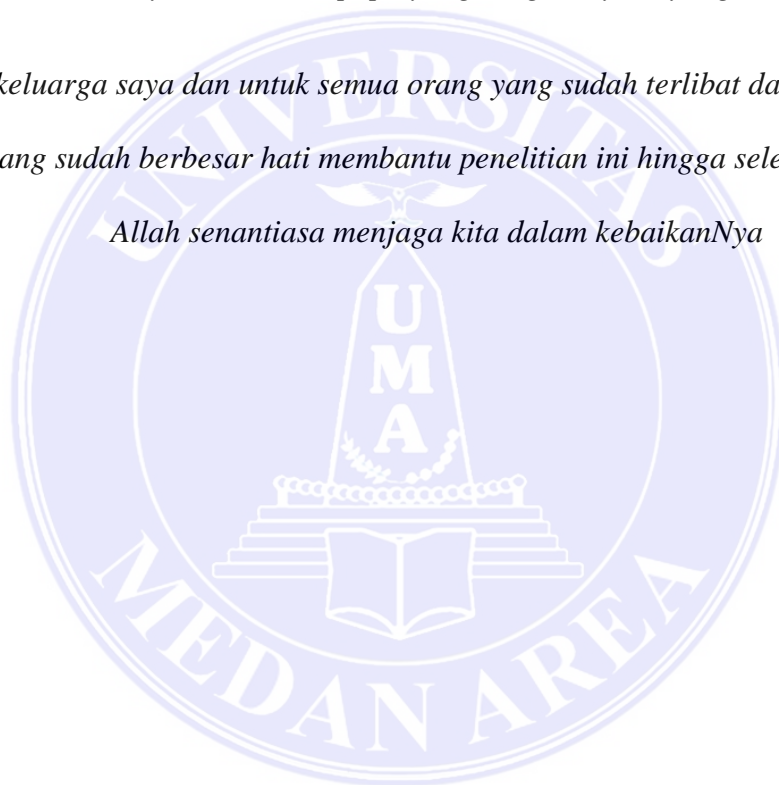 keluarga saya dan untuk semua orang yang sudah terlibat da
ang sudah berbesar hati membantu penelitian ini hingga sele
Allah senantiasa menjaga kita dalam kebaikanNya
UNIVERSITAS
UMA
MEDAN AREA